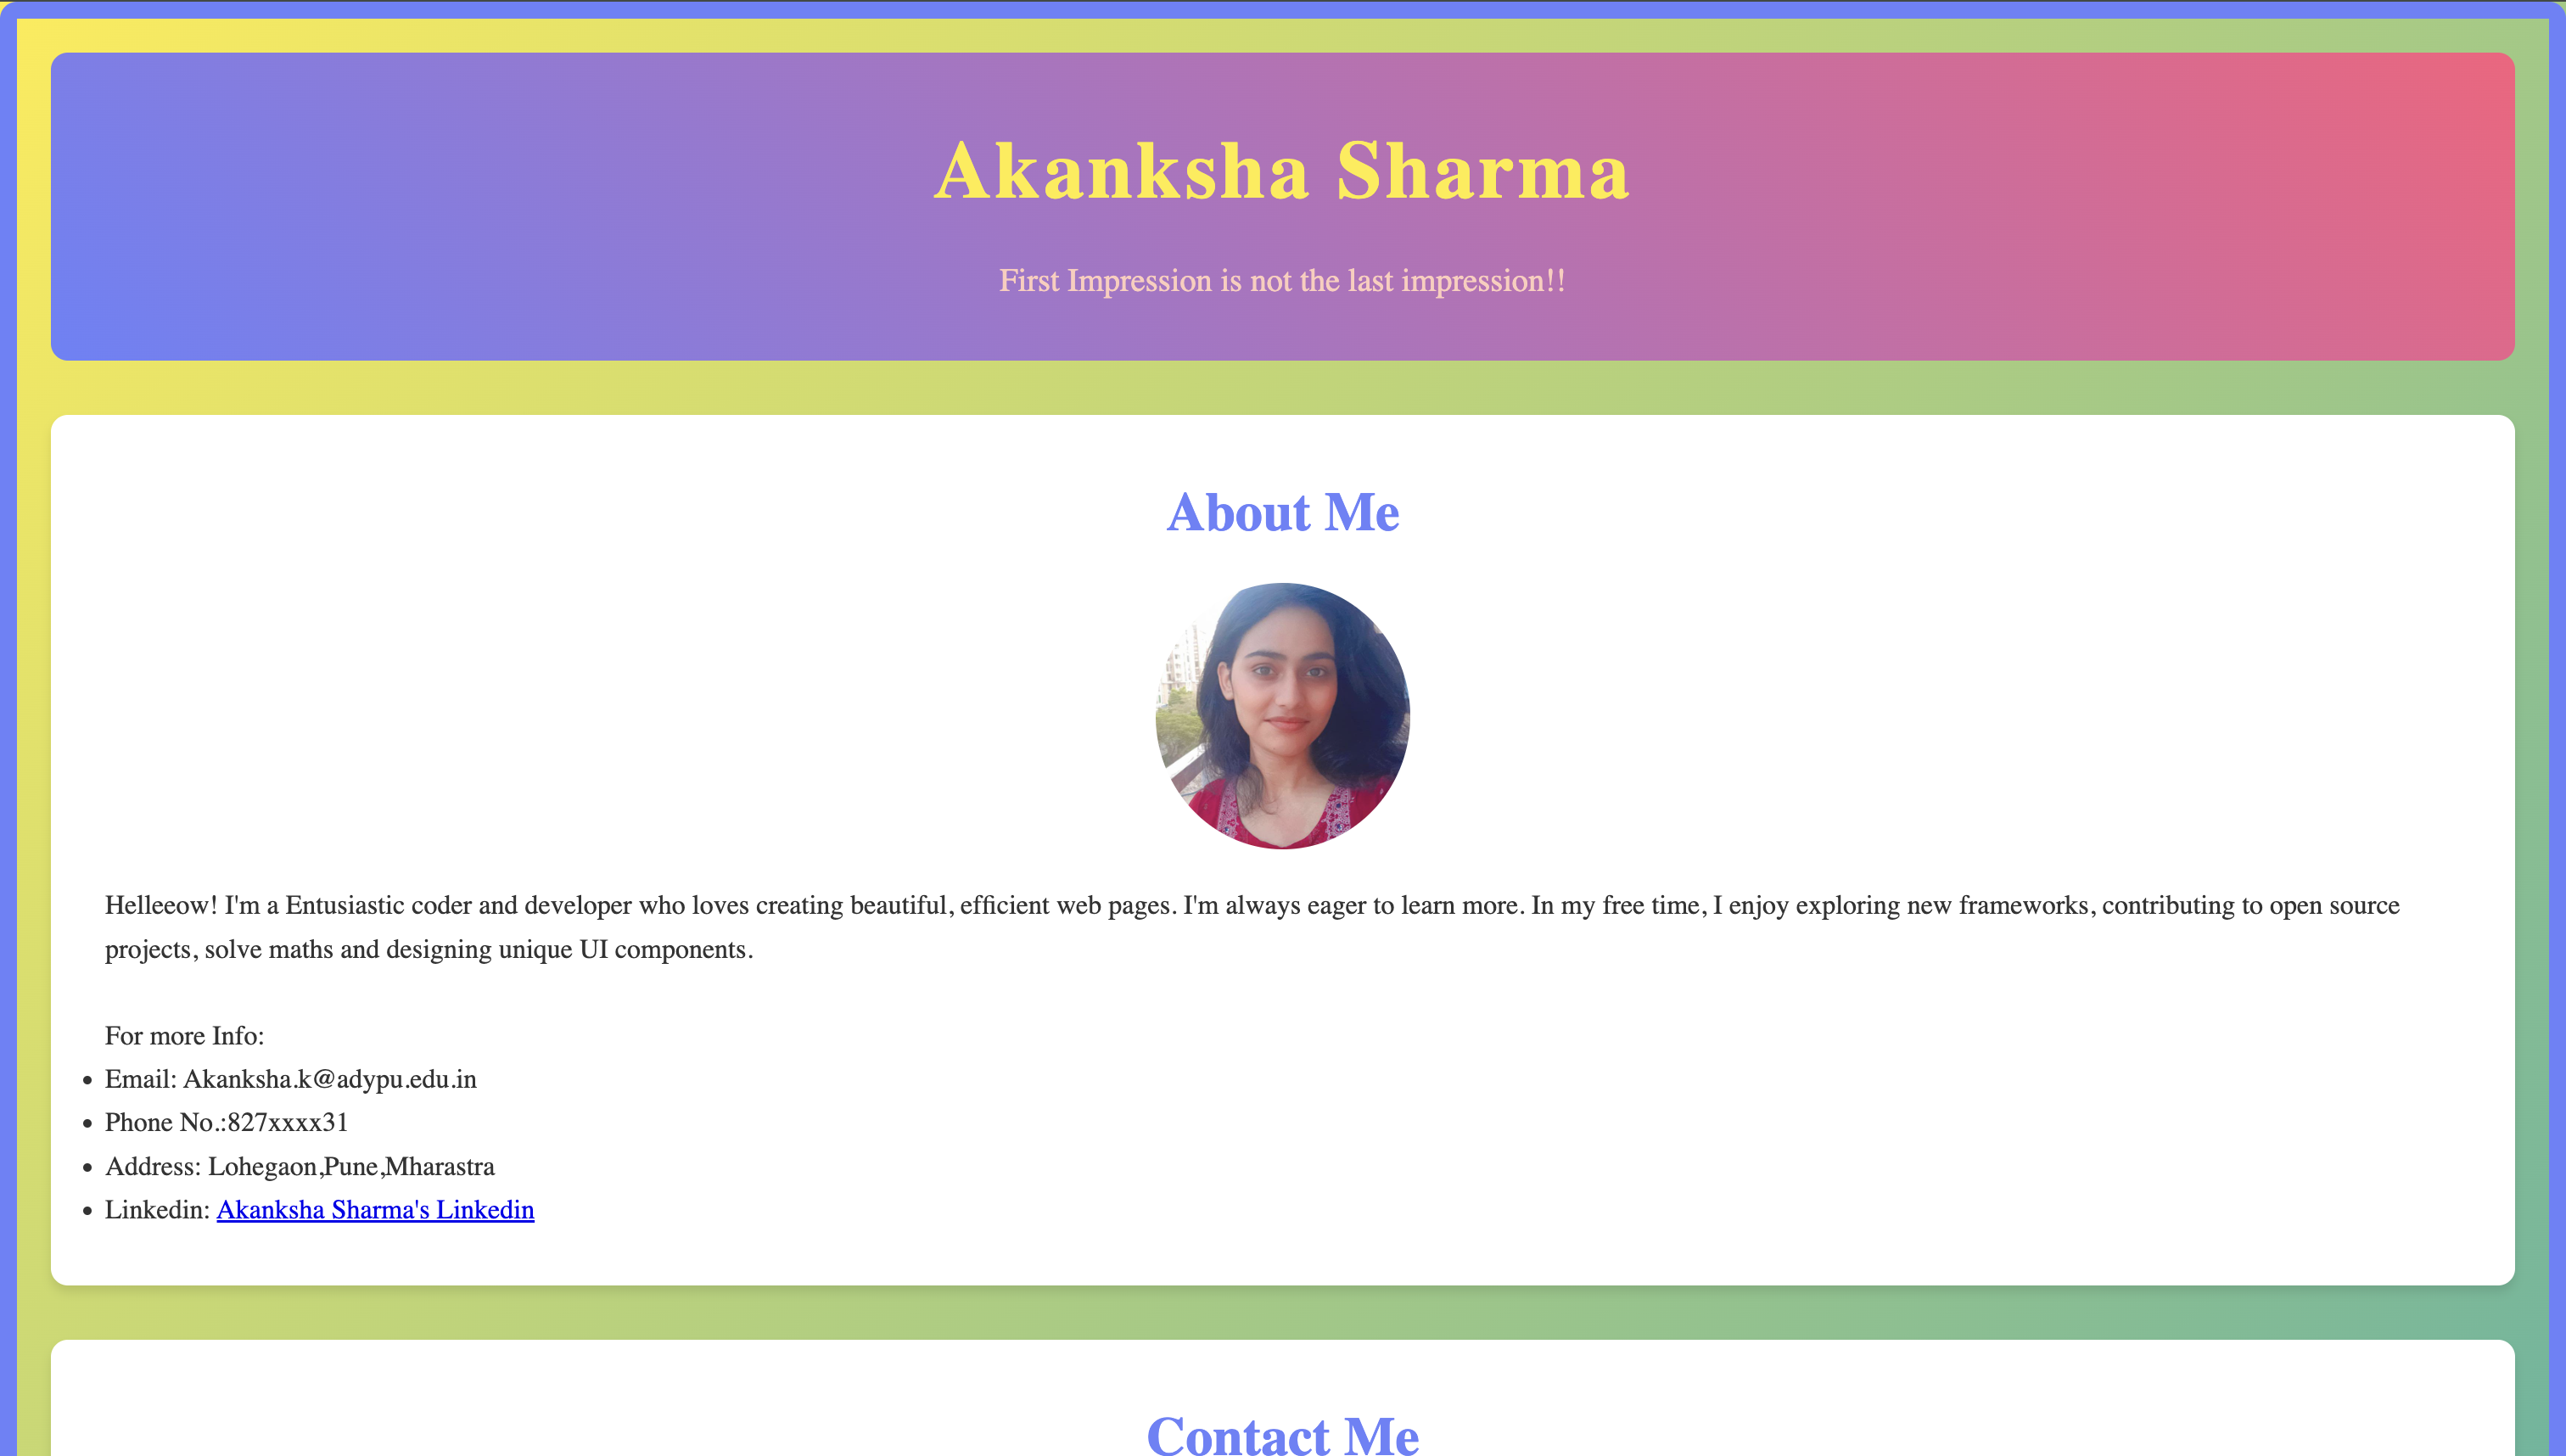 Akanksha Sharma
First Impression is not the last impression!!
About Me
Helleeow! I'm a Entusiastic coder and developer who loves creating beautiful, efficient web pages. I'm always eager to learn more. In my free time, I enjoy exploring new frameworks, contributing to open source
projects, solve maths and designing unique UI components.
For more Info:
Email: Akanksha.k@adypu.edu.in
Phone No.:827xxxx31
Address: Lohegaon,Pune,Mharastra
Linkedin: Akanksha Sharma's Linkedin
Contact Me